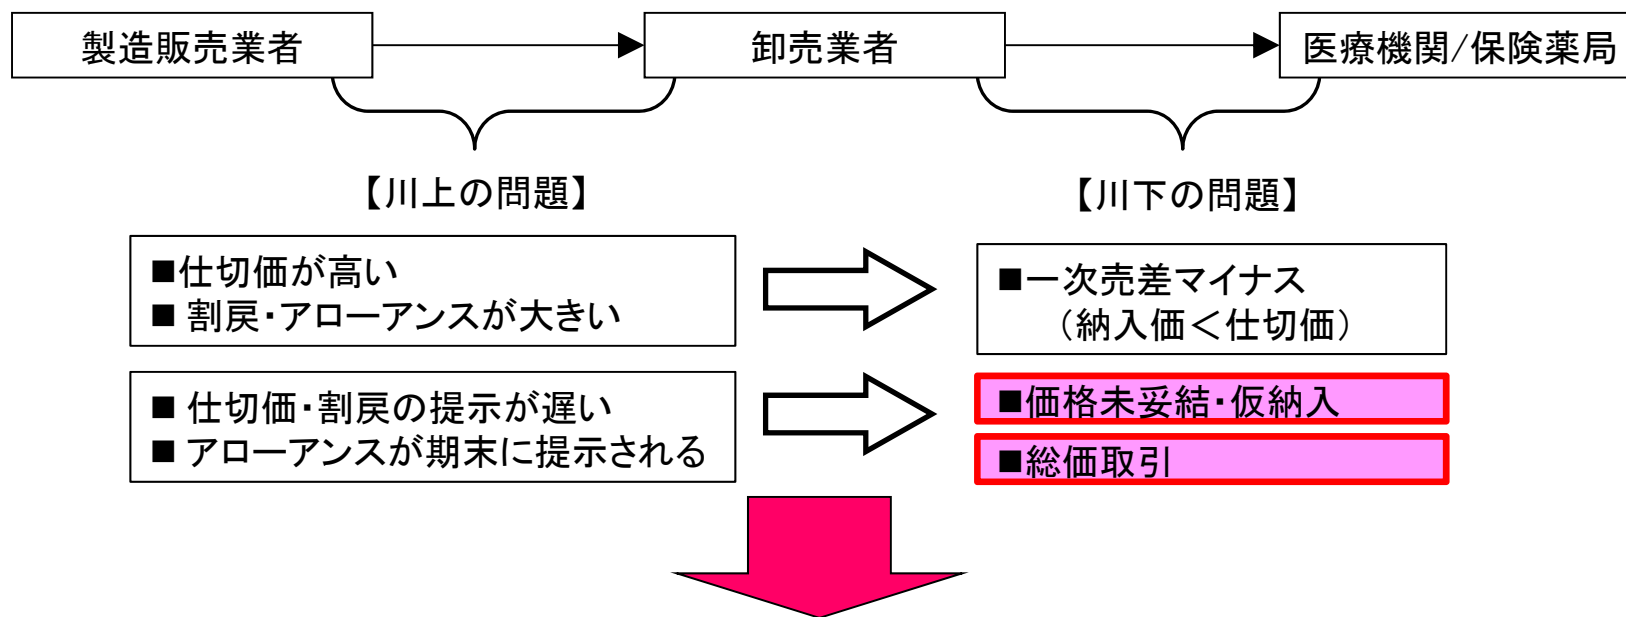 製造販売業者
卸売業者
医療機関/保険薬局
【川上の問題】
【川下の問題】
■仕切価が高い
■ 割戻・アローアンスが大きい
■一次売差マイナス
（納入価＜仕切価）
■ 仕切価・割戻の提示が遅い
■ アローアンスが期末に提示される
■価格未妥結・仮納入
■総価取引